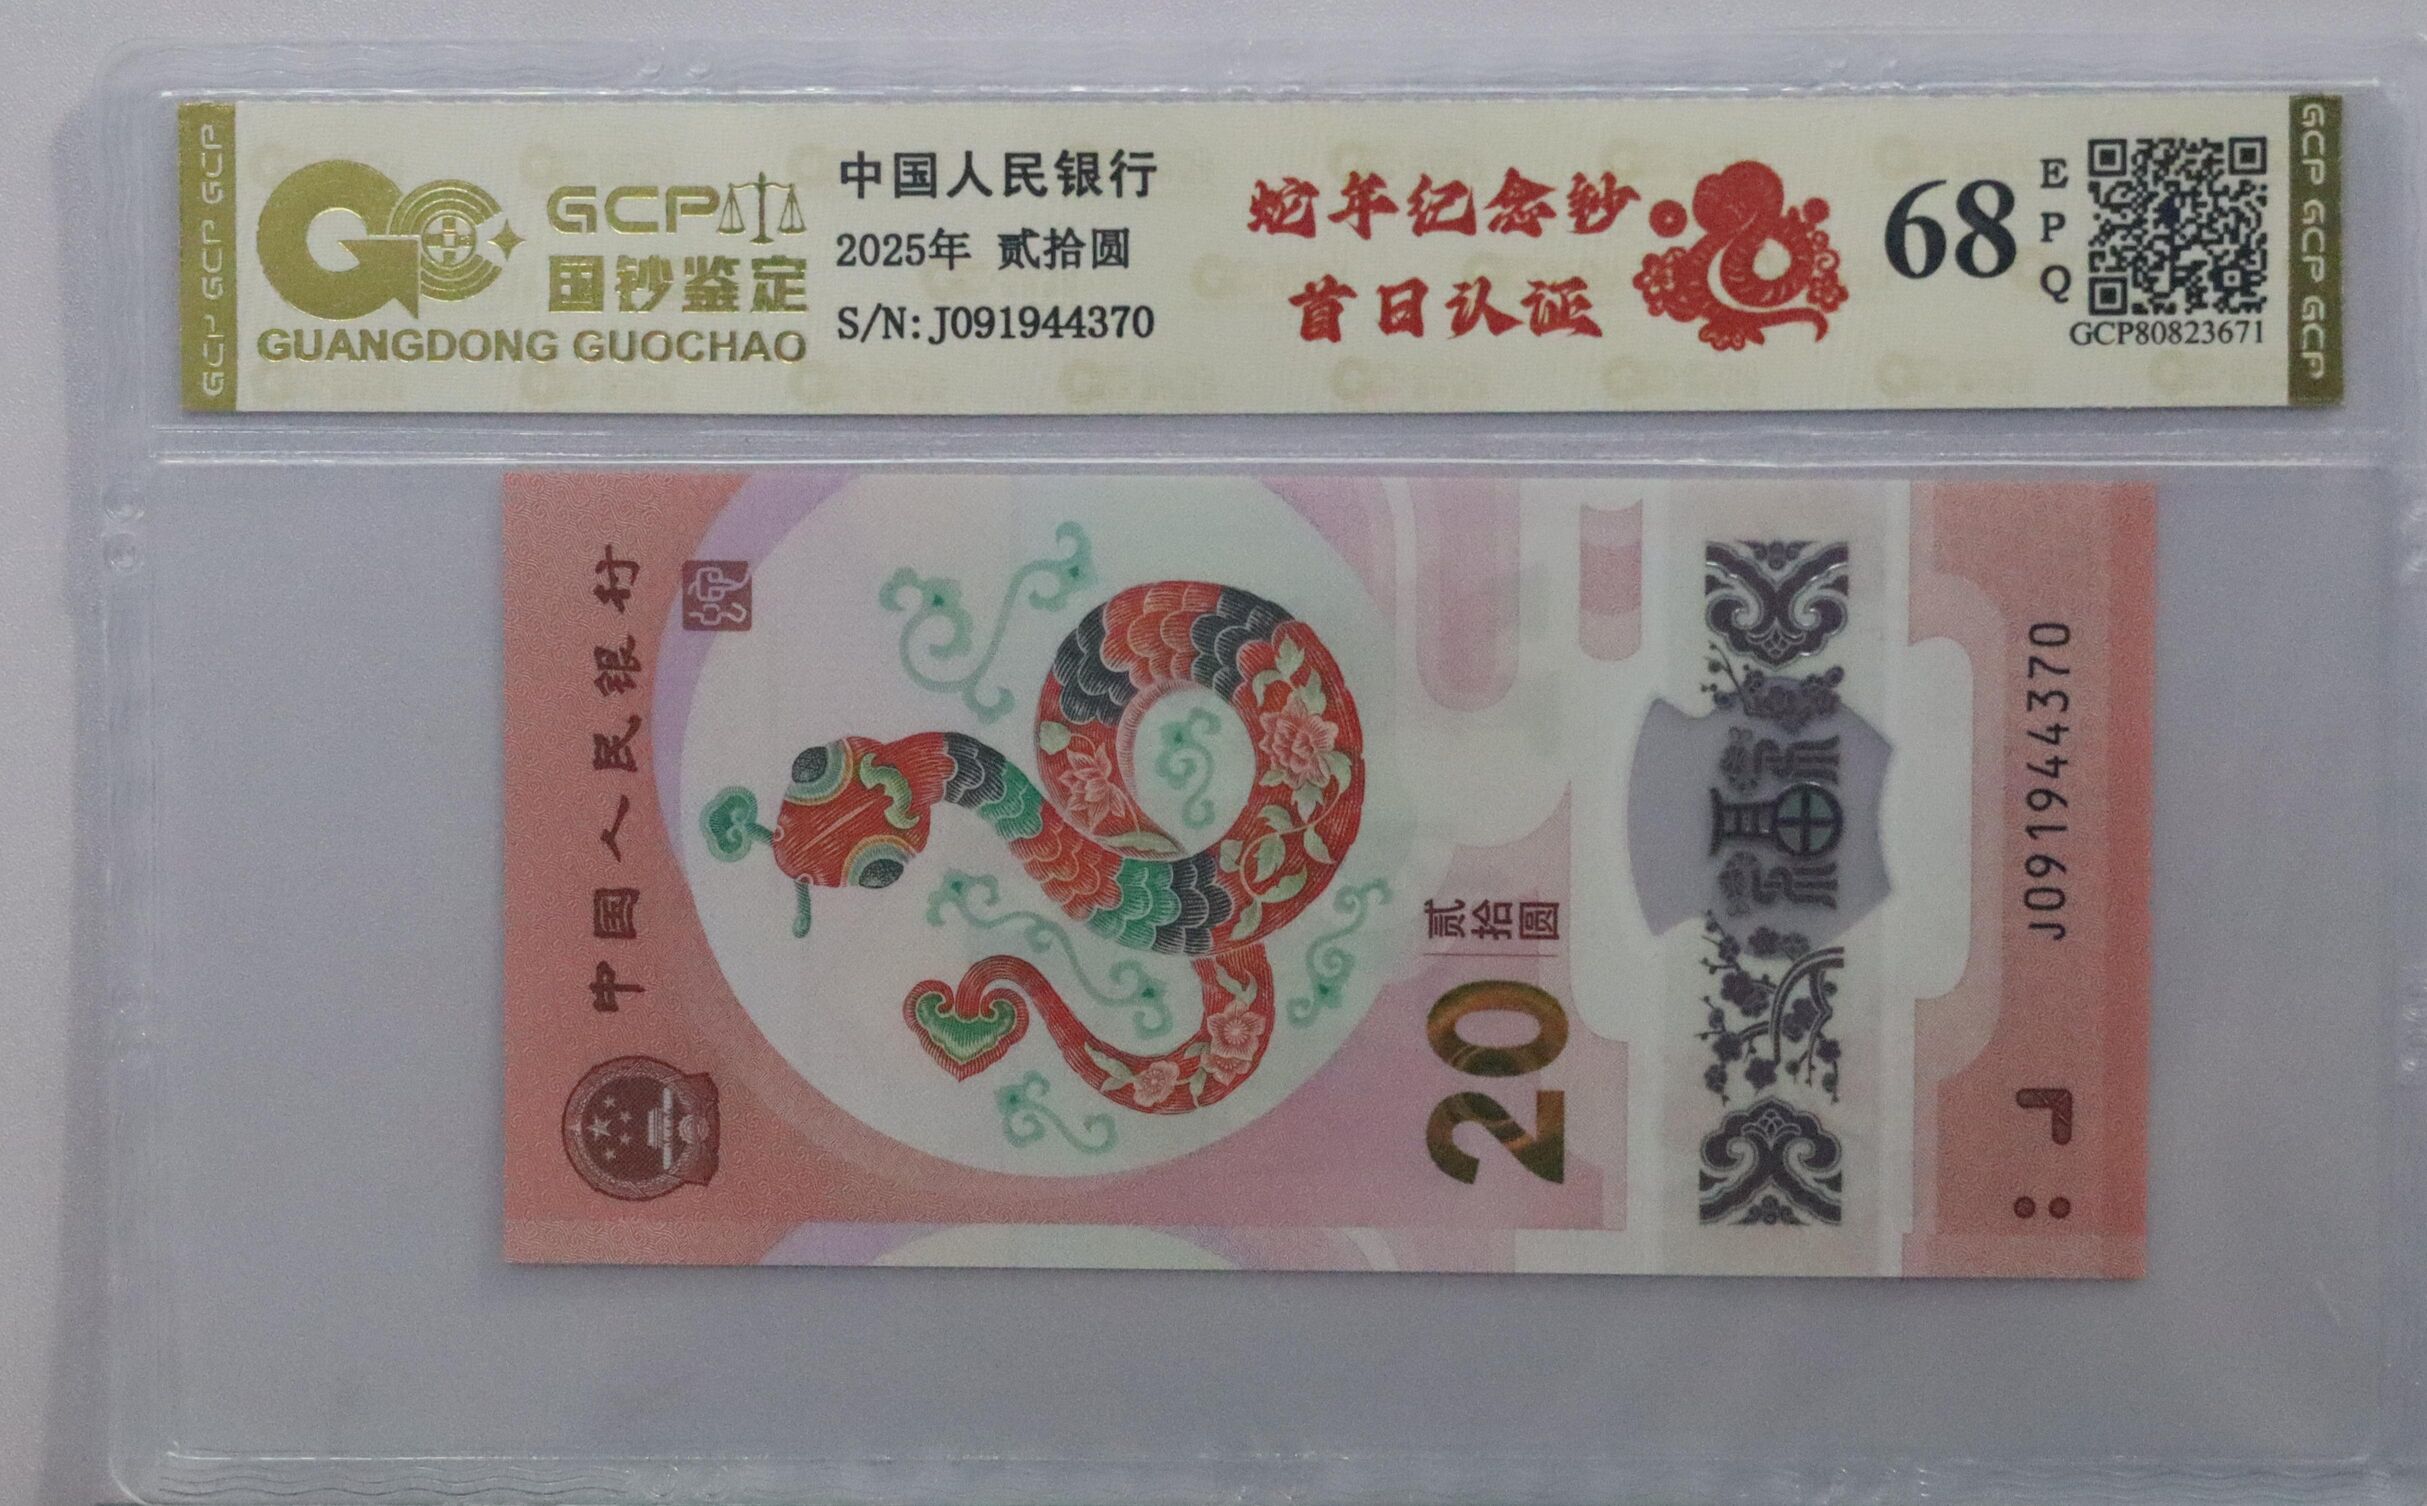 GCP GCP GCP
GCP
国钞鉴定
GUANGDONG GUOCHAO
中国人民银行
2025年 贰拾圆
S/N: J091944370
蛇年纪念钞
首日认证
68
EPQ
GCP80823671
GCP GCP GCP
中国人民银行
贰拾圆
20
福
J091944370